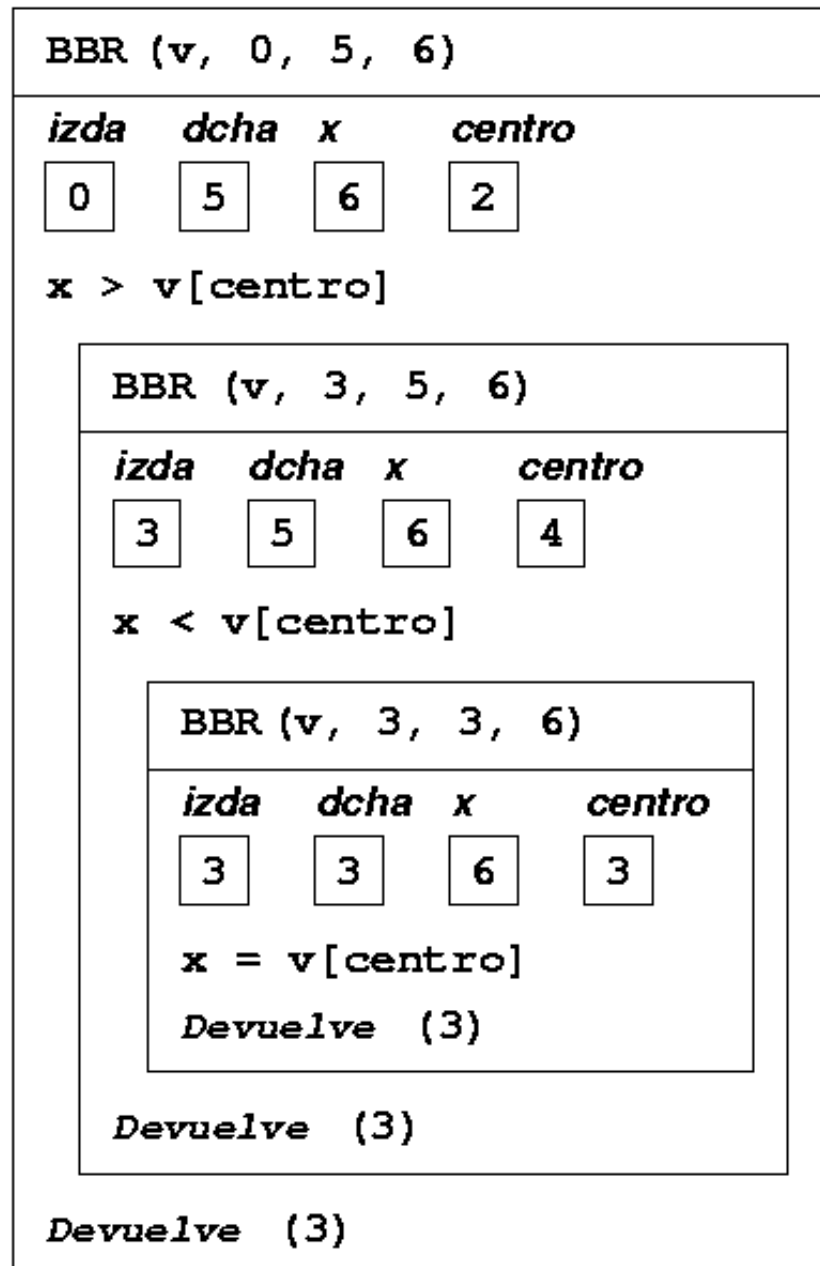 BBR (v, 0, 5, 6)
izda dcha x centro
0 5 6 2
x > v[centro]
BBR (v, 3, 5, 6)
izda dcha x centro
3 5 6 4
x < v[centro]
BBR (v, 3, 3, 6)
izda dcha x centro
3 3 6 3
x = v[centro]
Devuelve (3)
Devuelve (3)
Devuelve (3)